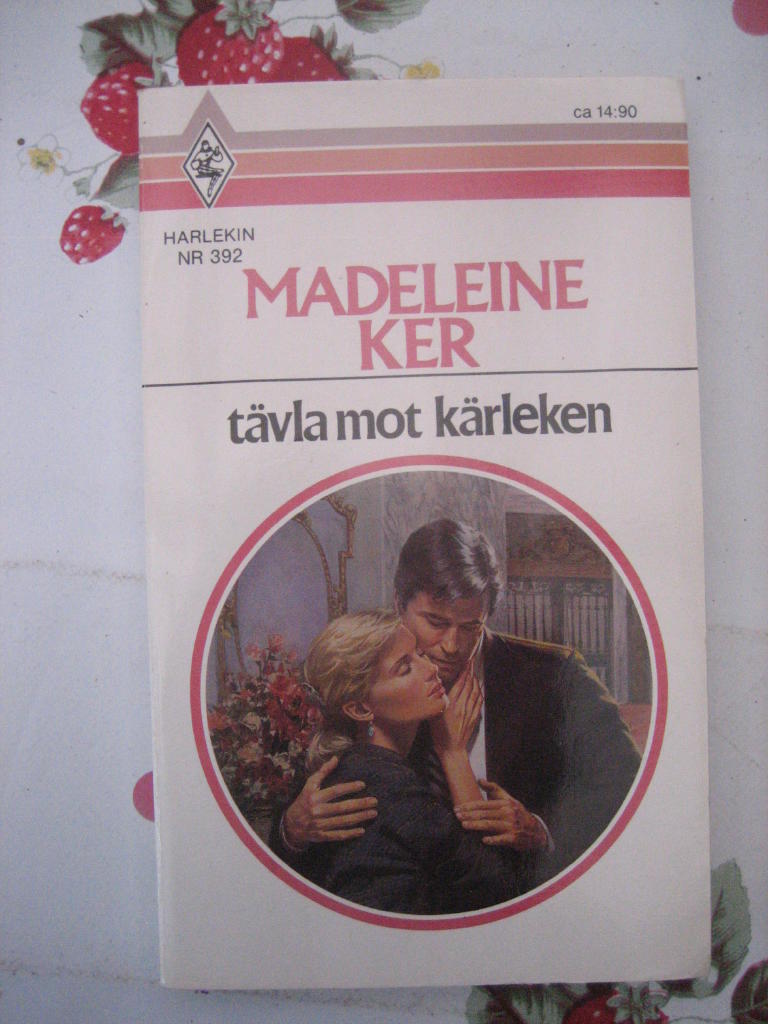 ca 14:90
HARLEKIN
NR 392
MADELEINE
KER
tävla mot kärleken